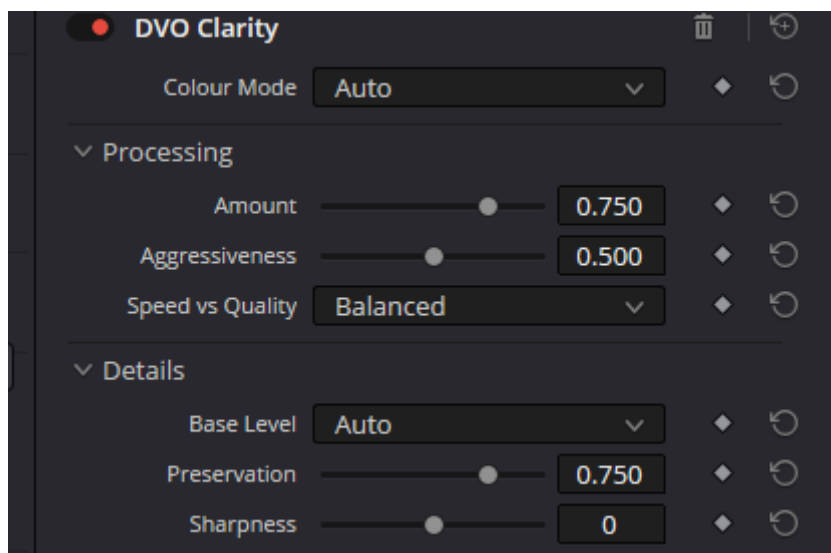 DVO Clarity
Colour Mode Auto
Processing
Amount 0.750
Aggressiveness 0.500
Speed vs Quality Balanced
Details
Base Level Auto
Preservation 0.750
Sharpness 0